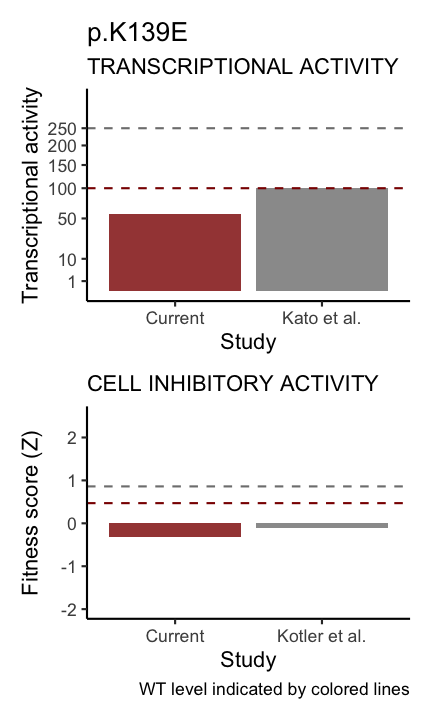 p.K139E
TRANSCRIPTIONAL ACTIVITY
Transcriptional activity
250
200
150
100
50
10
1
Current
Kato et al.
Study
CELL INHIBITORY ACTIVITY
Fitness score (Z)
2
1
0
-1
-2
Current
Kotler et al.
Study
WT level indicated by colored lines